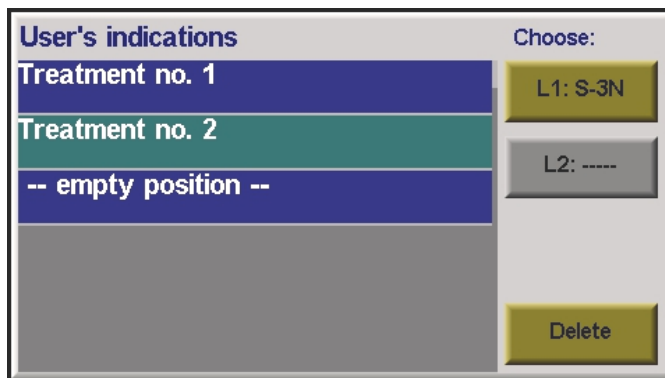 User's indications
Choose:
Treatment no. 1
L1: S-3N
Treatment no. 2
L2: -----
-- empty position --
Delete